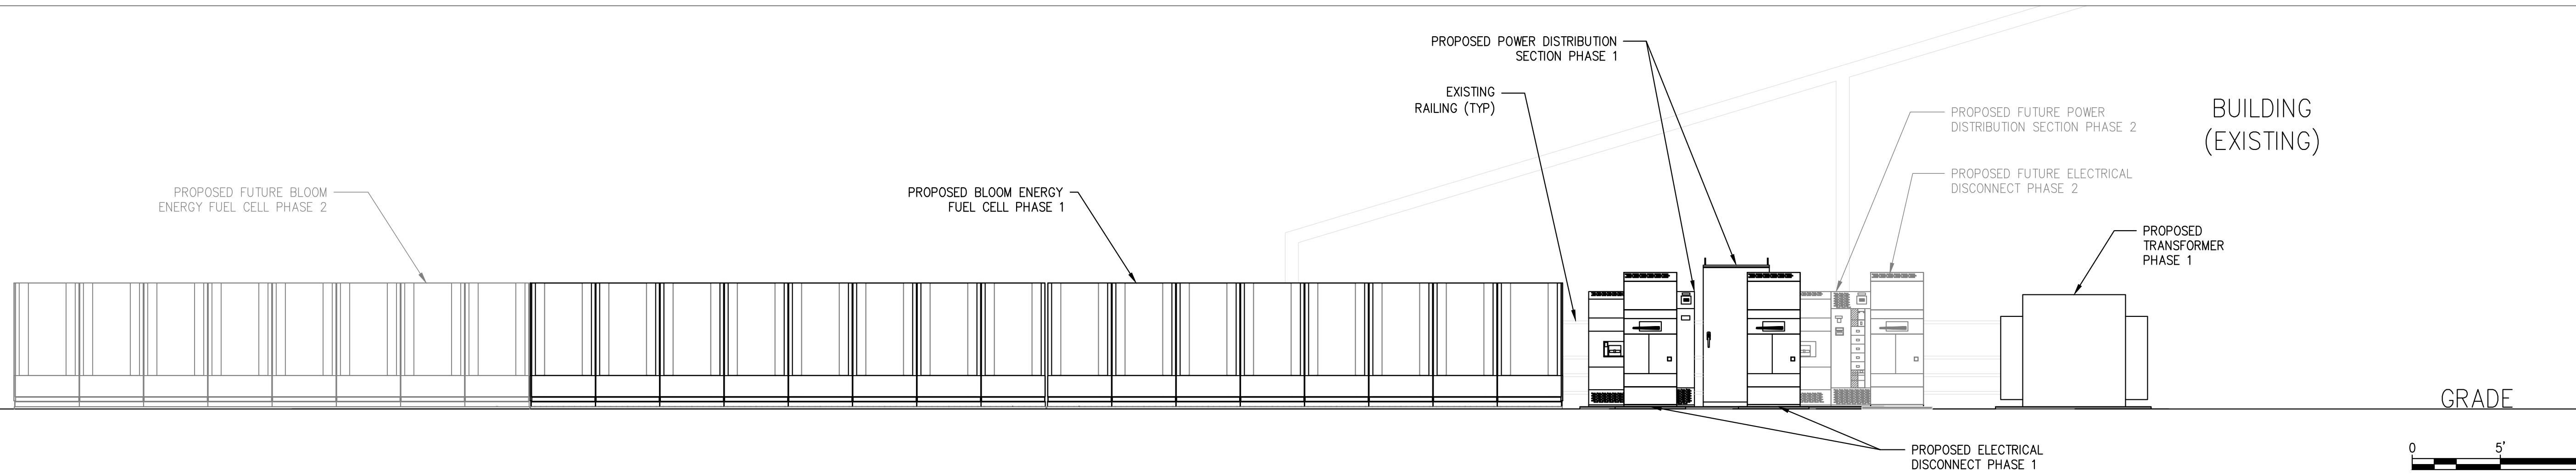 PROPOSED POWER DISTRIBUTION
SECTION PHASE 1
EXISTING
RAILING (TYP)
PROPOSED FUTURE POWER
DISTRIBUTION SECTION PHASE 2
BUILDING
(EXISTING)
PROPOSED FUTURE ELECTRICAL
DISCONNECT PHASE 2
PROPOSED FUTURE BLOOM
ENERGY FUEL CELL PHASE 2
PROPOSED BLOOM ENERGY
FUEL CELL PHASE 1
PROPOSED
TRANSFORMER
PHASE 1
GRADE
PROPOSED ELECTRICAL
DISCONNECT PHASE 1
0 5'